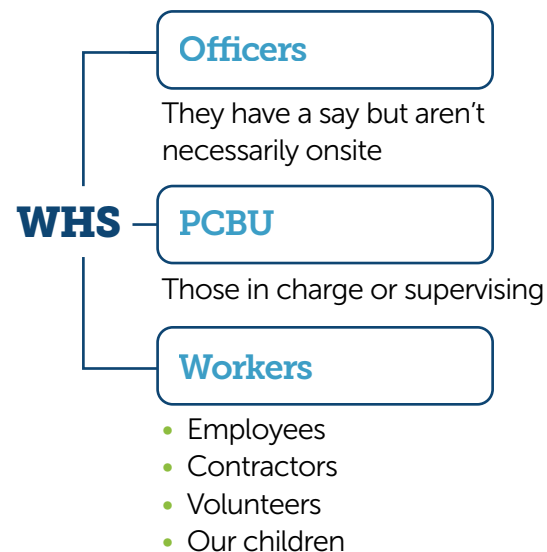 Officers
They have a say but aren't
necessarily onsite
WHS
PCBU
Those in charge or supervising
Workers
• Employees
• Contractors
• Volunteers
• Our children